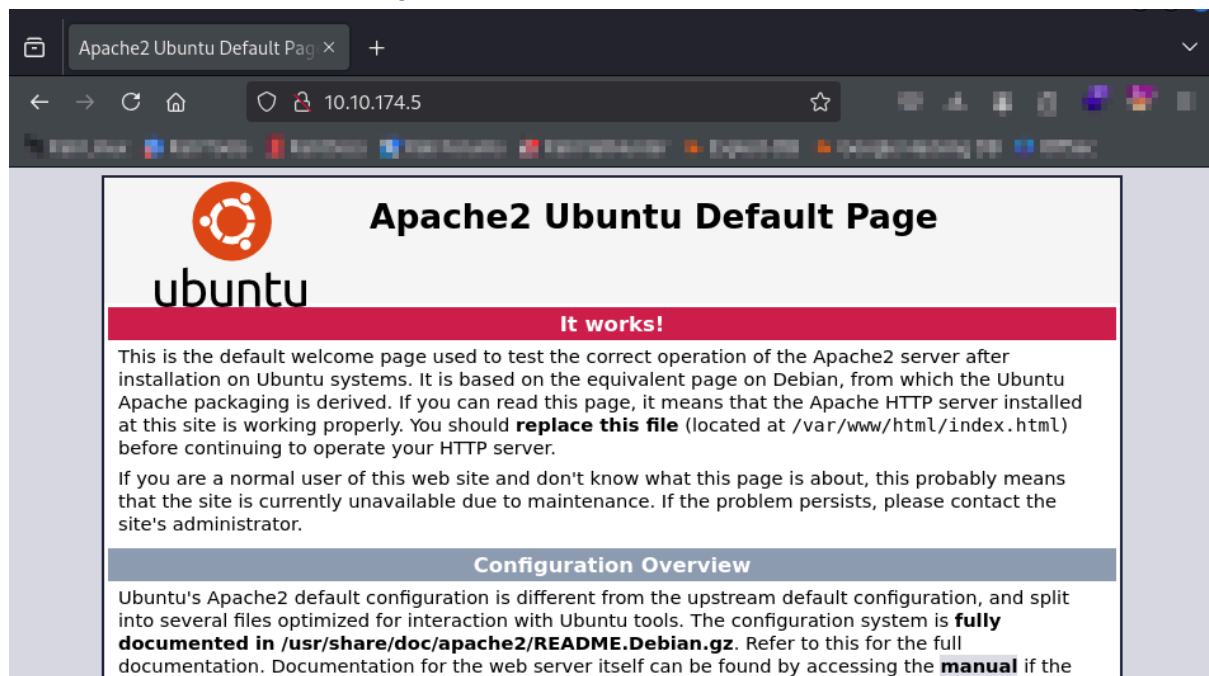 Apache2 Ubuntu Default Pag
10.10.174.5
ubuntu
Apache2 Ubuntu Default Page
It works!
This is the default welcome page used to test the correct operation of the Apache2 server after
installation on Ubuntu systems. It is based on the equivalent page on Debian, from which the Ubuntu
Apache packaging is derived. If you can read this page, it means that the Apache HTTP server installed
at this site is working properly. You should replace this file (located at /var/www/html/index.html)
before continuing to operate your HTTP server.
If you are a normal user of this web site and don't know what this page is about, this probably means
that the site is currently unavailable due to maintenance. If the problem persists, please contact the
site's administrator.
Configuration Overview
Ubuntu's Apache2 default configuration is different from the upstream default configuration, and split
into several files optimized for interaction with Ubuntu tools. The configuration system is fully
documented in /usr/share/doc/apache2/README.Debian.gz. Refer to this for the full
documentation. Documentation for the web server itself can be found by accessing the manual if the